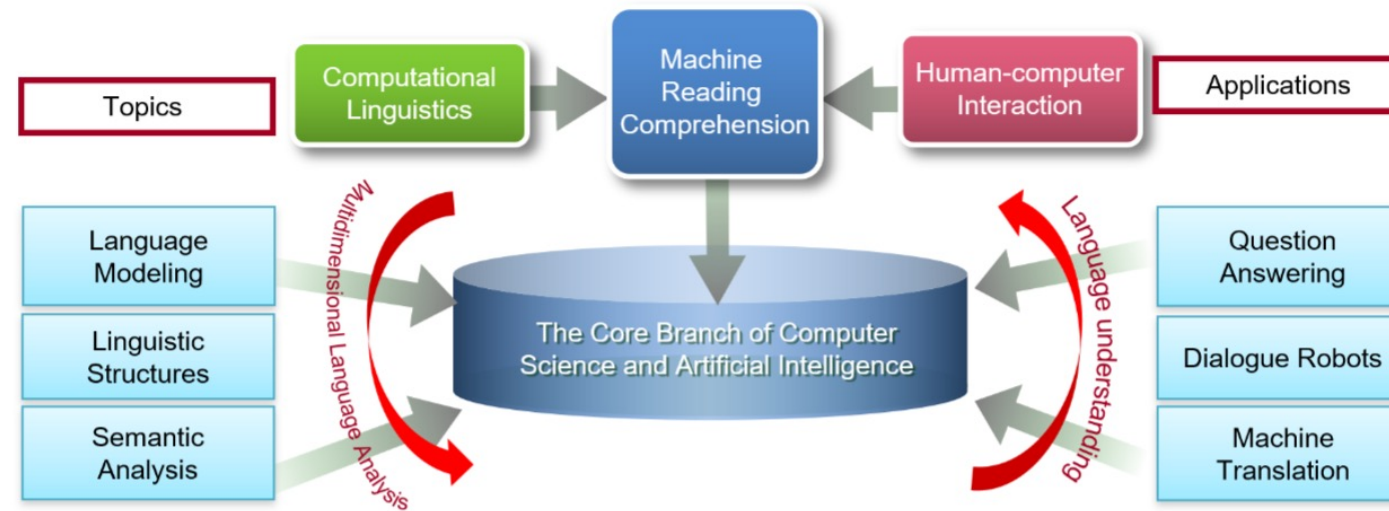 Topics
Computational
Linguistics
Machine
Reading
Comprehension
Human-computer
Interaction
Applications
Language
Modeling
Linguistic
Structures
Semantic
Analysis
Multidimensional Language Analysis
The Core Branch of Computer
Science and Artificial Intelligence
Language understanding
Question
Answering
Dialogue Robots
Machine
Translation